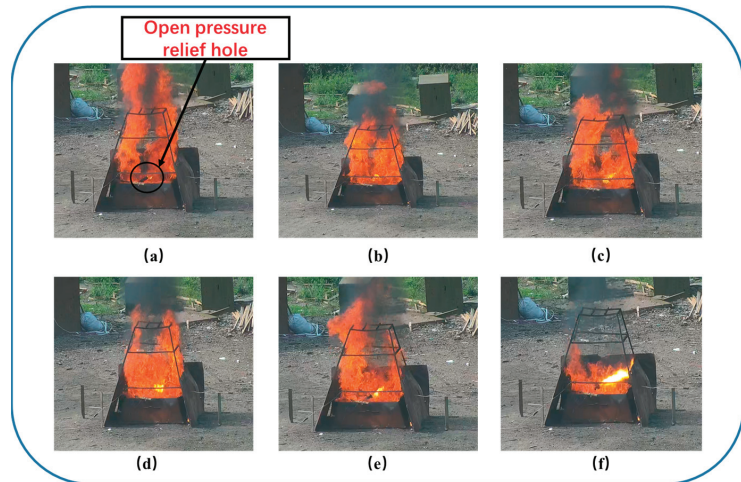 Open pressure
relief hole
(a)
(b)
(c)
(d)
(e)
(f)